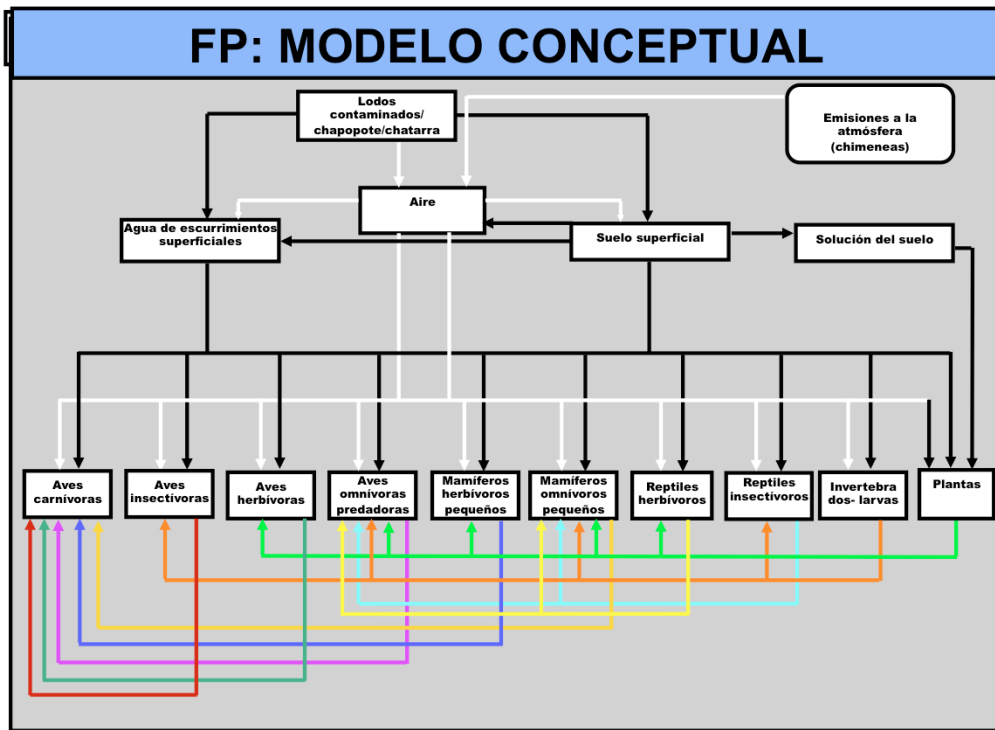 FP: MODELO CONCEPTUAL
Lodos
contaminados/
chapopote/chatarra
Emisiones a la
atmósfera
(chimeneas)
Aire
Agua de escurrimientos
superficiales
Suelo superficial
Solución del suelo
Aves
carnívoras
Aves
insectívoras
Aves
herbívoras
Aves
omnívoras
predadoras
Mamíferos
herbívoros
pequeños
Mamíferos
omnívoros
pequeños
Reptiles
herbívoros
Reptiles
insectívoros
Invertebra
dos- larvas
Plantas